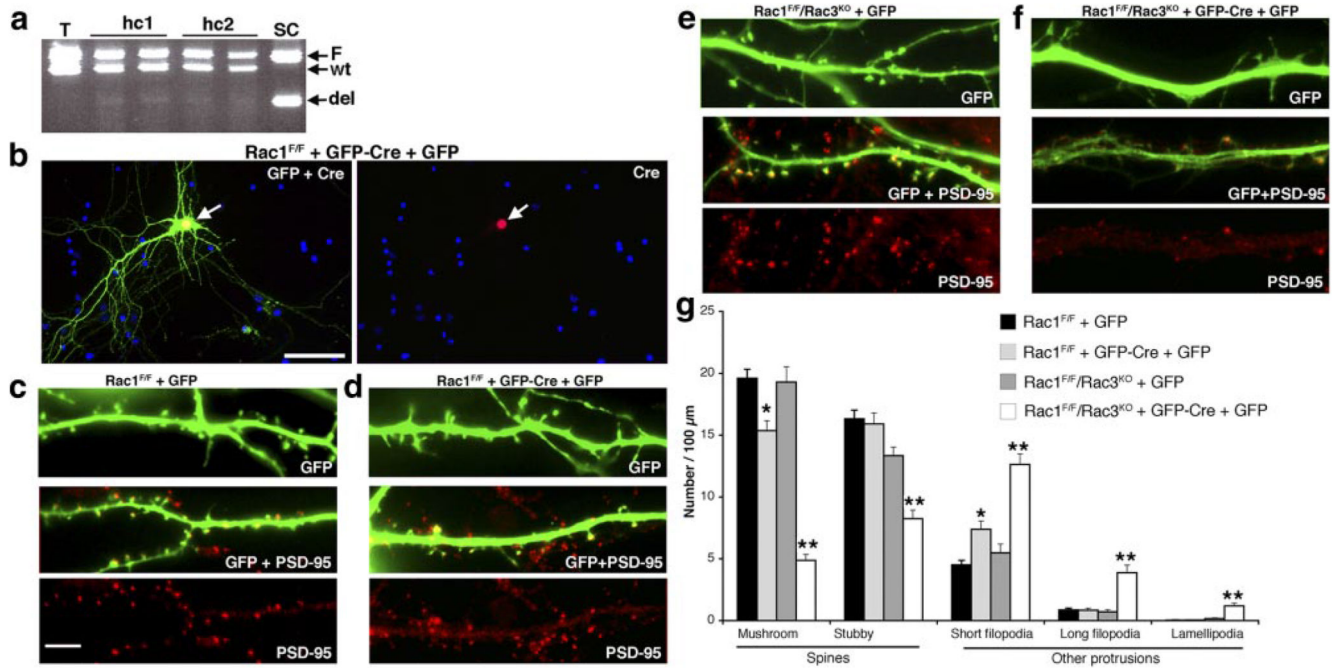 a
T hc1 hc2 SC
F
wt
del
b
Rac1F/F + GFP-Cre + GFP
GFP + Cre
Cre
c
Rac1F/F + GFP
GFP
GFP + PSD-95
PSD-95
d
Rac1F/F + GFP-Cre + GFP
GFP
GFP+PSD-95
PSD-95
e
Rac1F/F/Rac3KO + GFP
GFP
GFP + PSD-95
PSD-95
f
Rac1F/F/Rac3KO + GFP-Cre + GFP
GFP
GFP+PSD-95
PSD-95
g
Number / 100 µm
25
20
15
10
5
0
Rac1F/F + GFP
Rac1F/F + GFP-Cre + GFP
Rac1F/F/Rac3KO + GFP
Rac1F/F/Rac3KO + GFP-Cre + GFP
*
**
**
*
**
**
**
Mushroom Stubby Short filopodia Long filopodia Lamellipodia
Spines Other protrusions